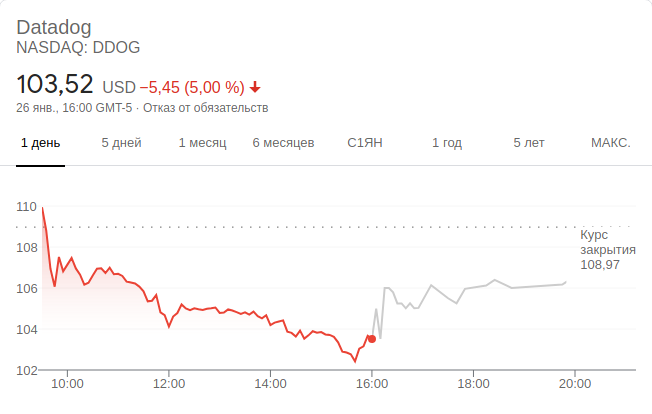 Datadog
NASDAQ: DDOG
103,52 USD −5,45 (5,00 %)
26 янв., 16:00 GMT-5 · Отказ от обязательств
1 день 5 дней 1 месяц 6 месяцев С1ЯН 1 год 5 лет МАКС.
110
108
106
104
102
Курс
закрытия
108,97
10:00 12:00 14:00 16:00 18:00 20:00